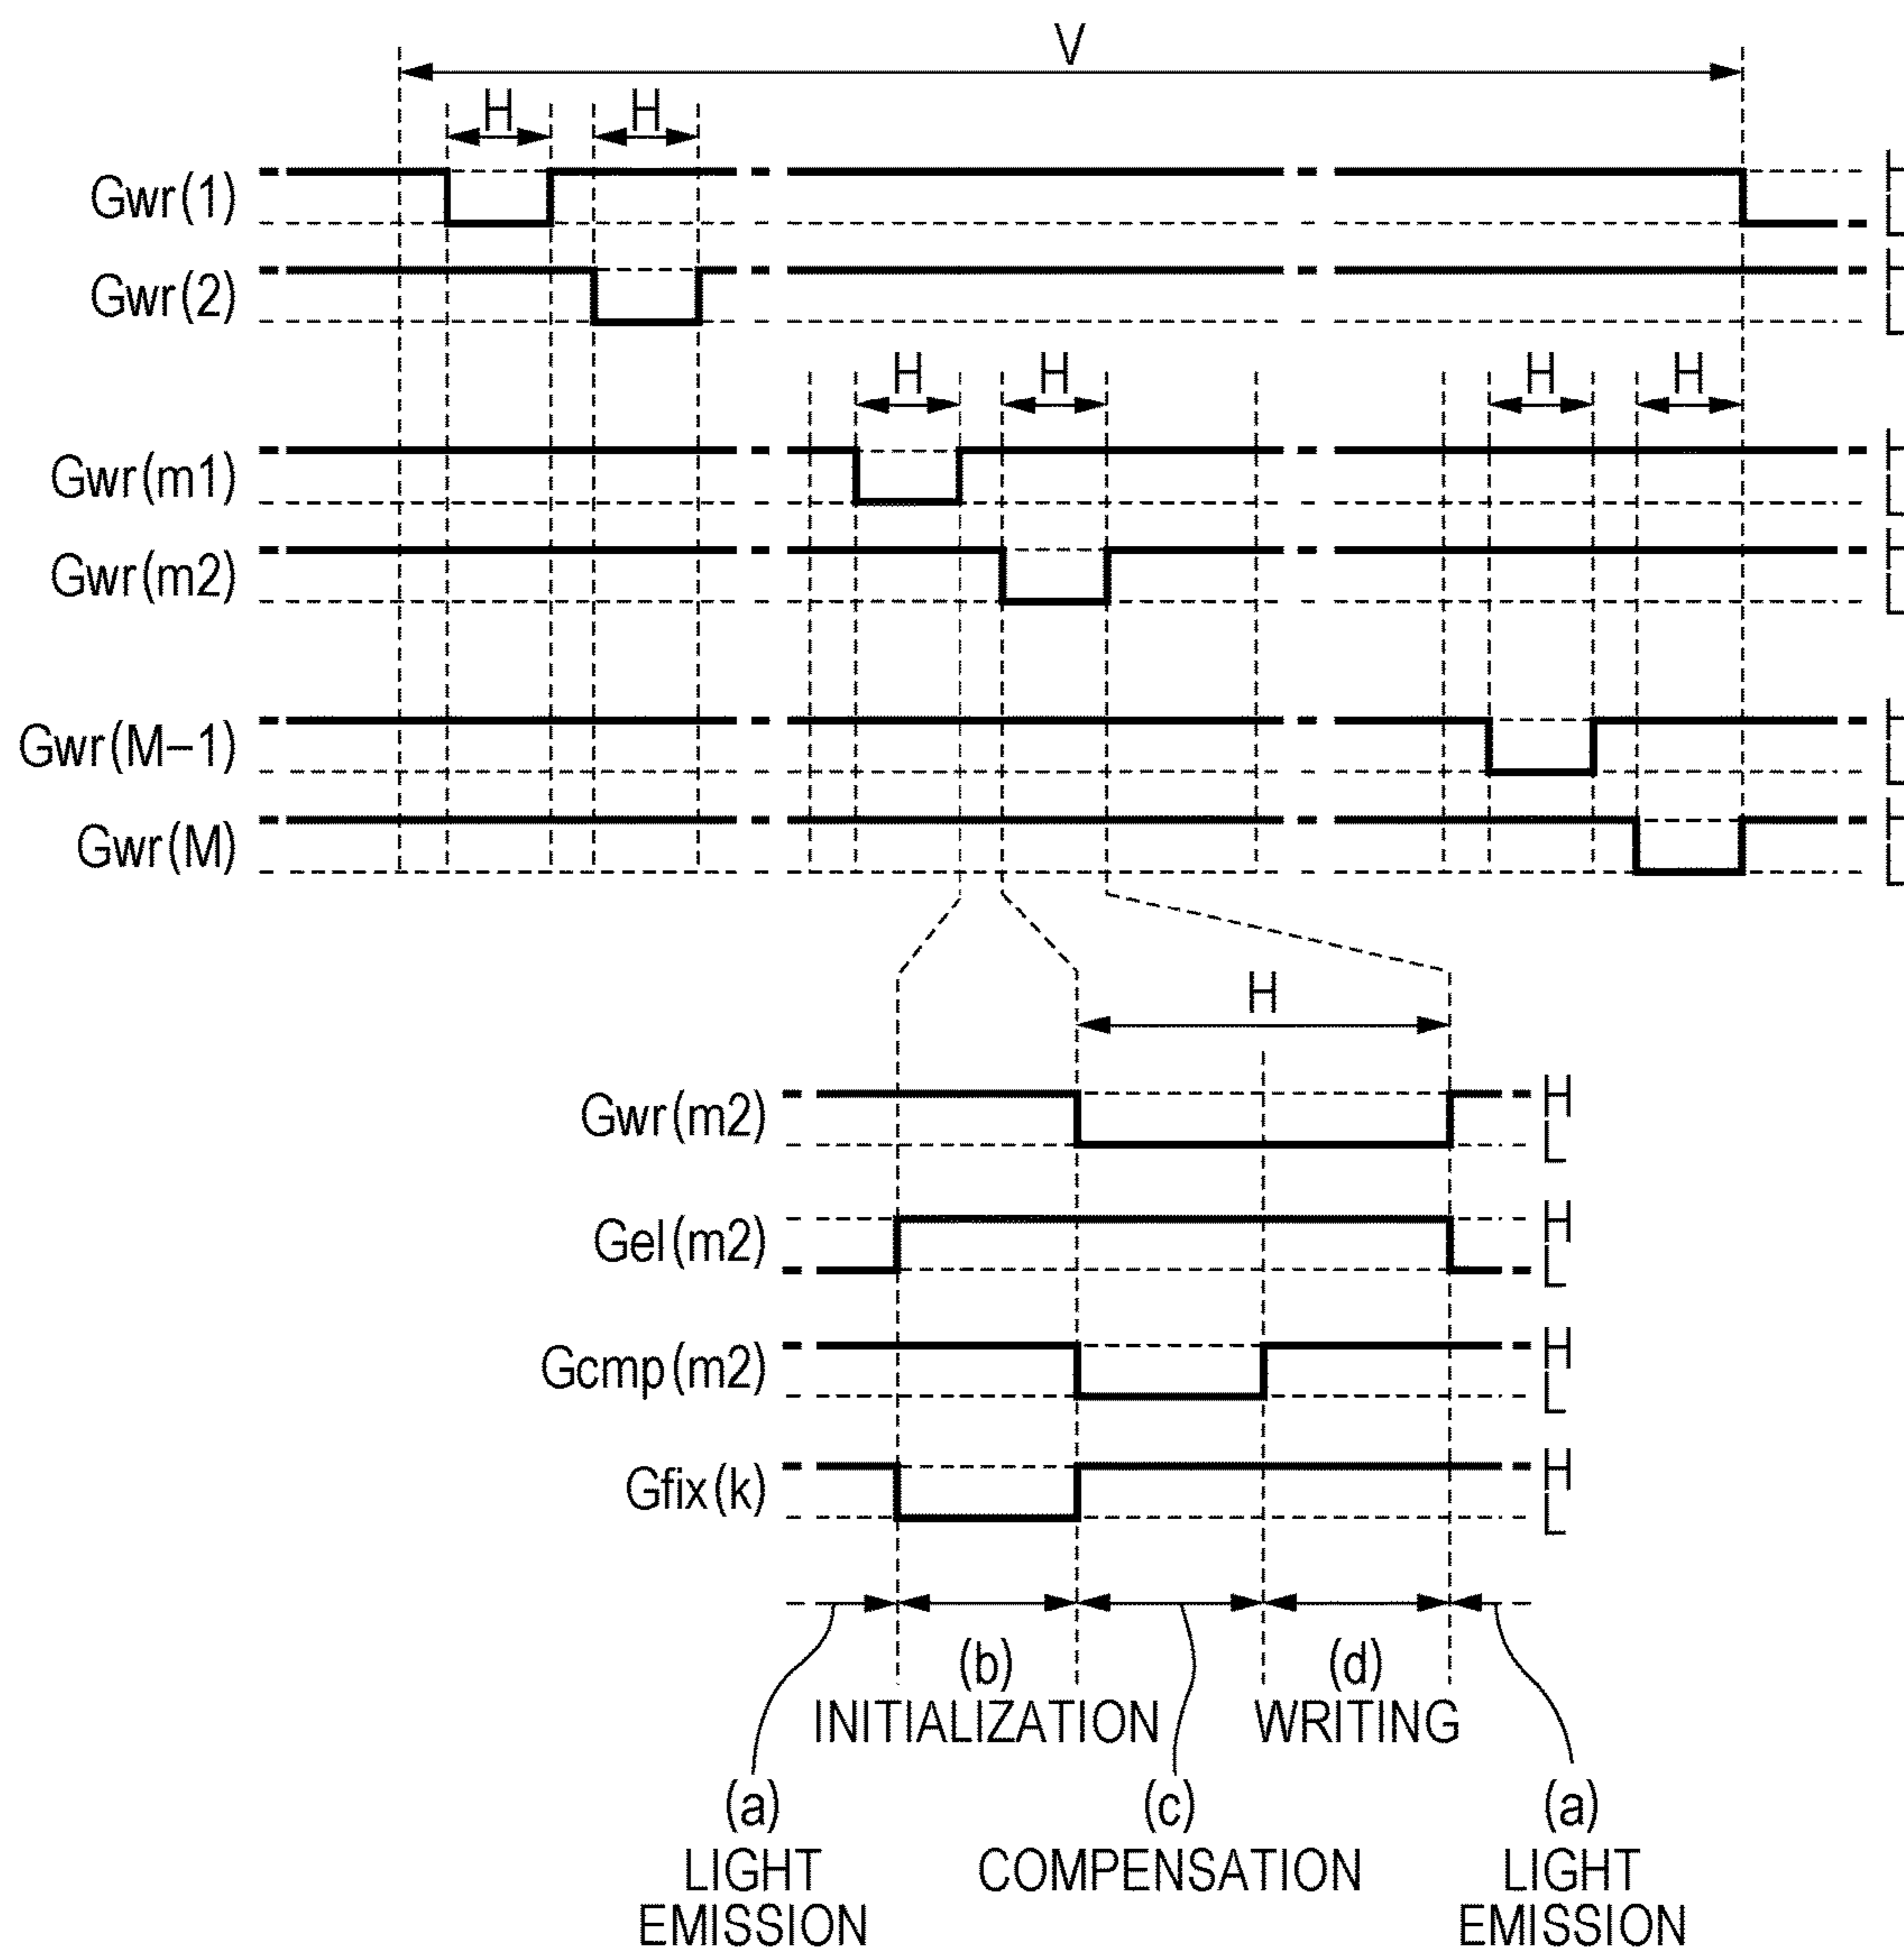 V
H H
Gwr(1) H
L
Gwr(2) H
L
H H H H
Gwr(m1) H
L
Gwr(m2) H
L
Gwr(M−1) H
L
Gwr(M) H
L
H
Gwr(m2) H
L
Gel(m2) H
L
Gcmp(m2) H
L
Gfix(k) H
L
(b) (d)
INITIALIZATION WRITING
(a) (c) (a)
LIGHT COMPENSATION LIGHT
EMISSION EMISSION